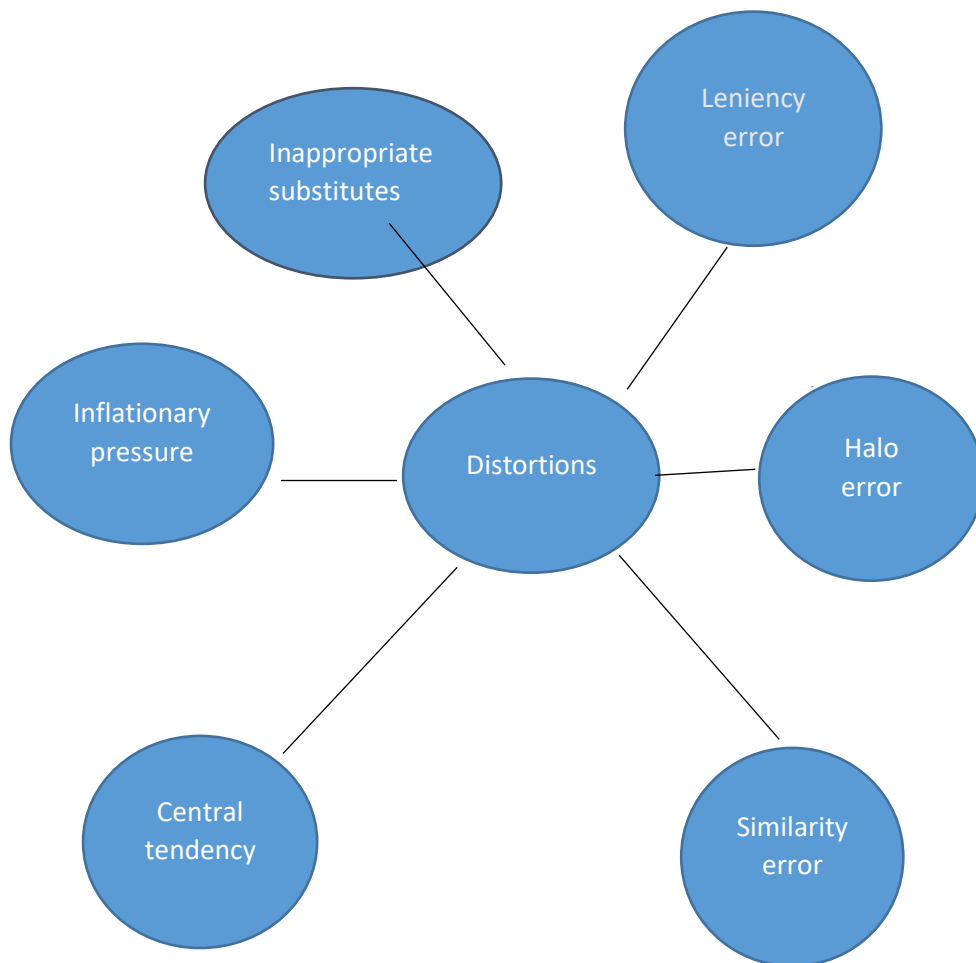 Leniency
error
Inappropriate
substitutes
Inflationary
pressure
Distortions
Halo
error
Central
tendency
Similarity
error